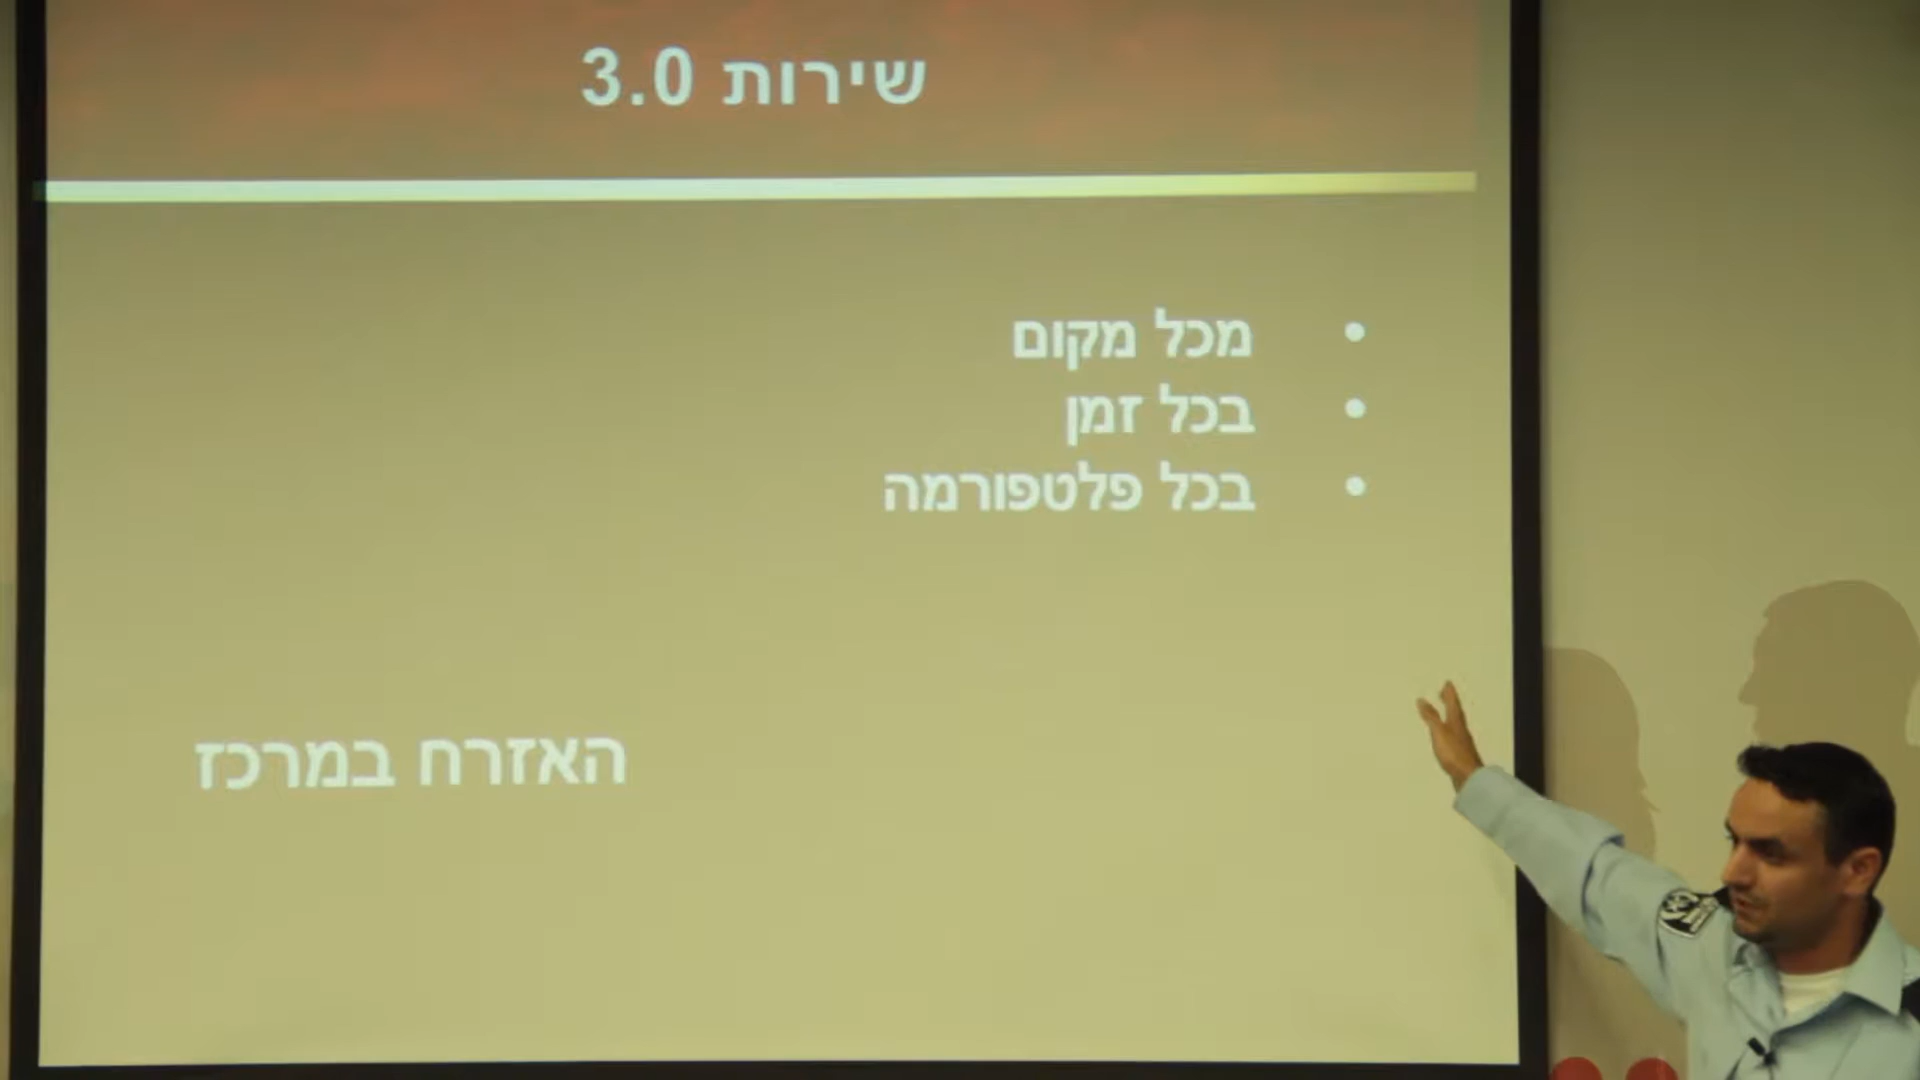 שירות 3.0
• מכל מקום
• בכל זמן
• בכל פלטפורמה
האזרח במרכז